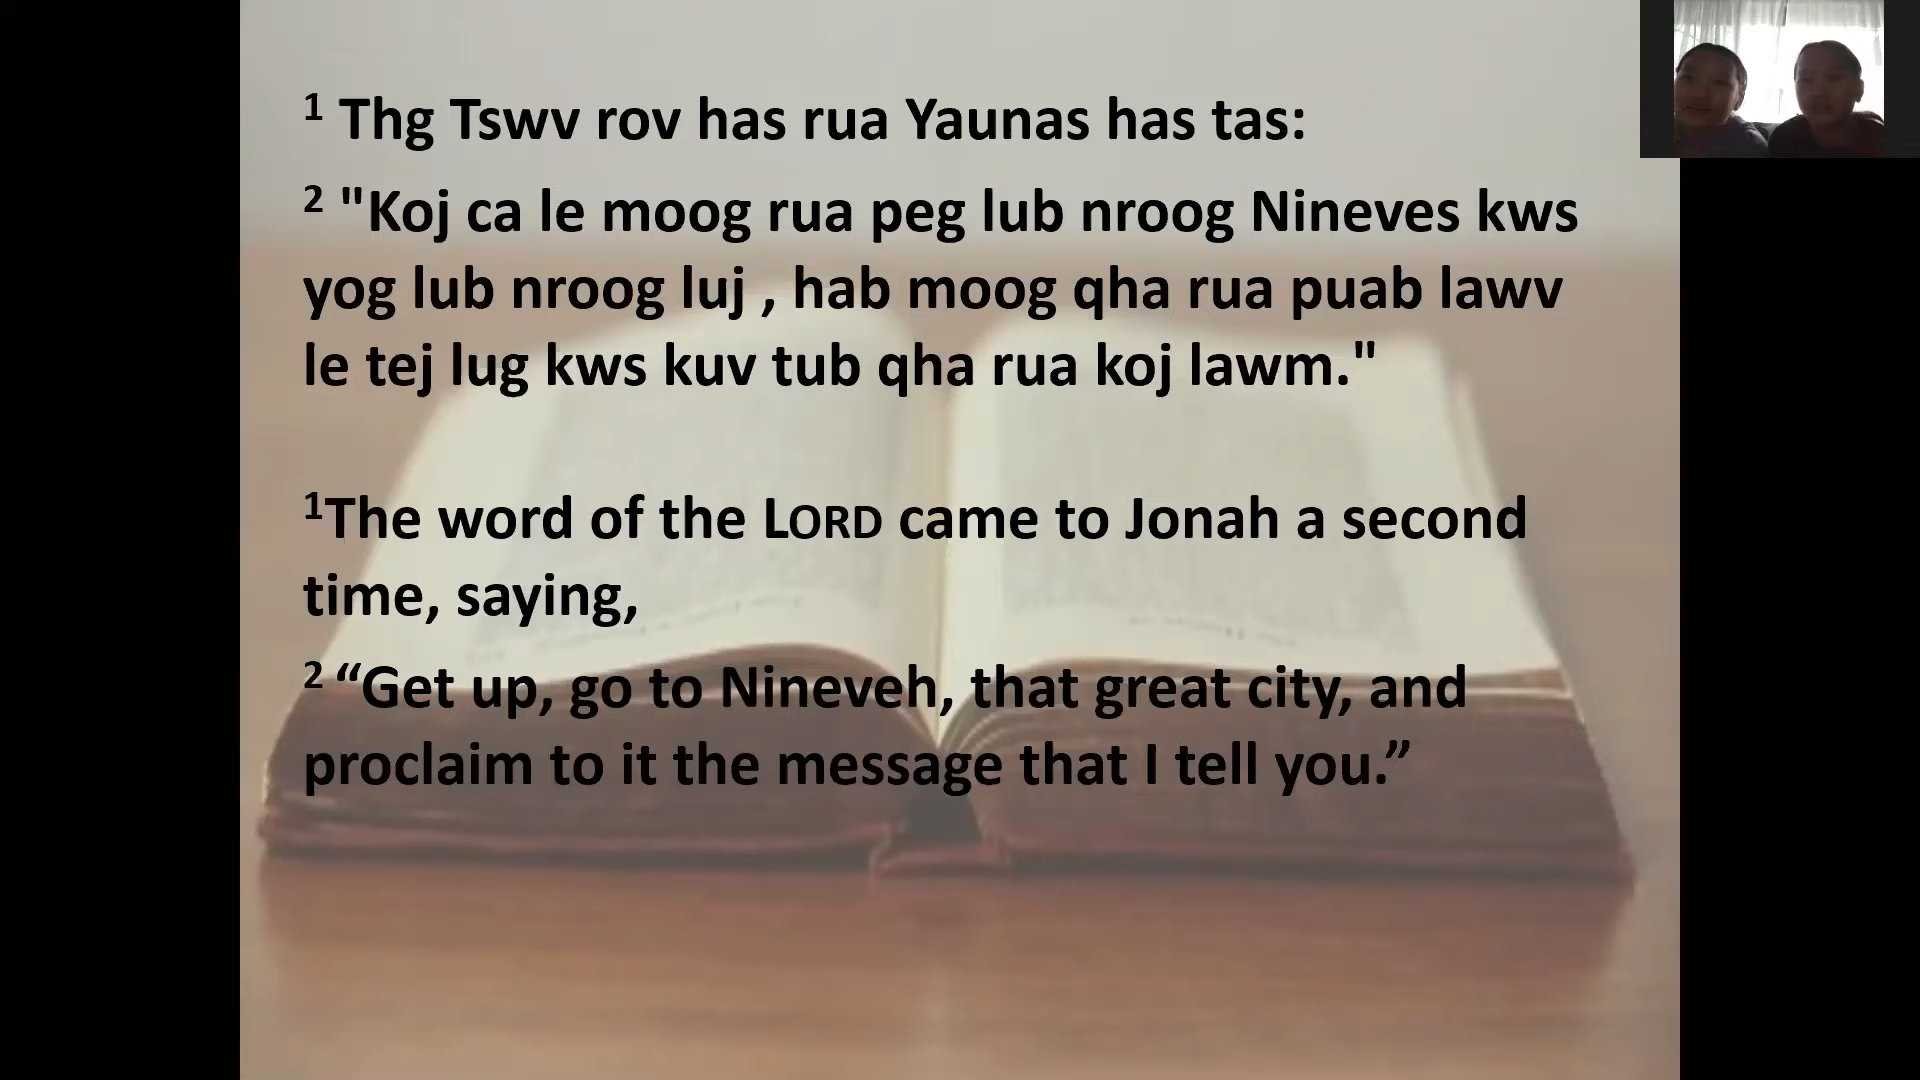 1 Thg Tswv rov has rua Yaunas has tas:
2 "Koj ca le moog rua peg lub nroog Nineves kws
yog lub nroog luj , hab moog qha rua puab lawv
le tej lug kws kuv tub qha rua koj lawm."
1The word of the LORD came to Jonah a second
time, saying,
2 “Get up, go to Nineveh, that great city, and
proclaim to it the message that I tell you.”